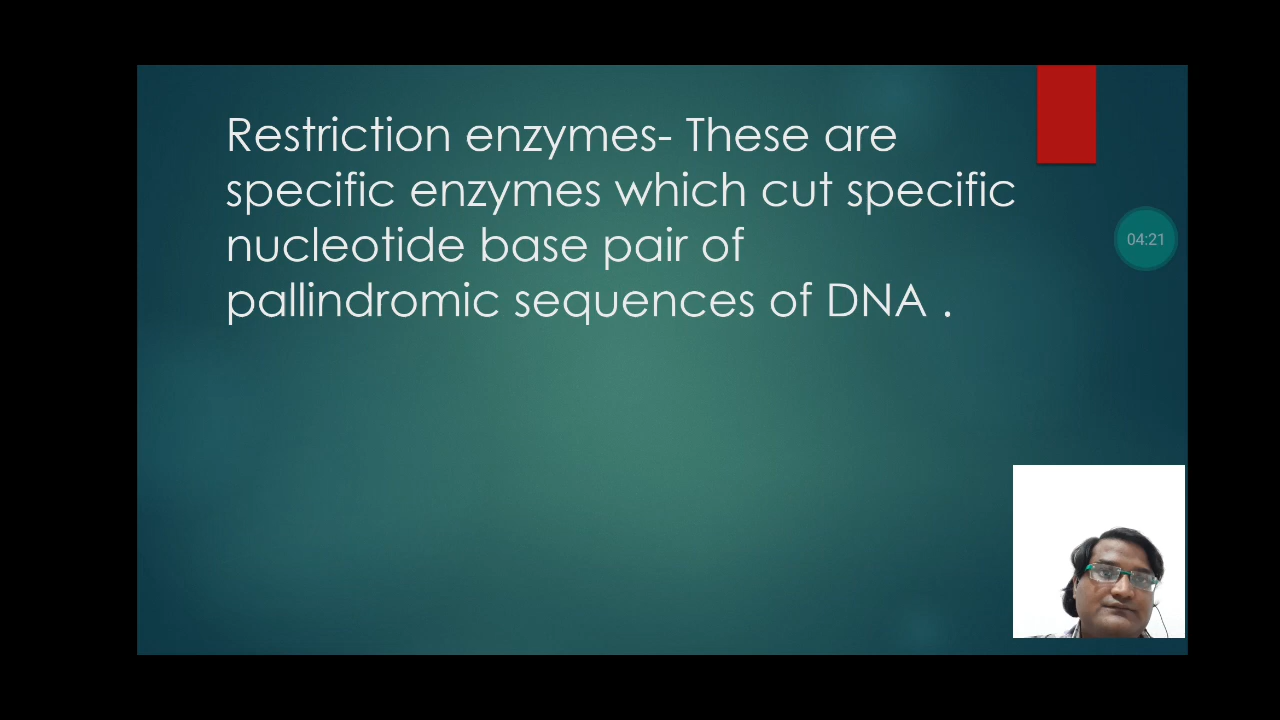 Restriction enzymes- These are
specific enzymes which cut specific
nucleotide base pair of
pallindromic sequences of DNA .
04:21